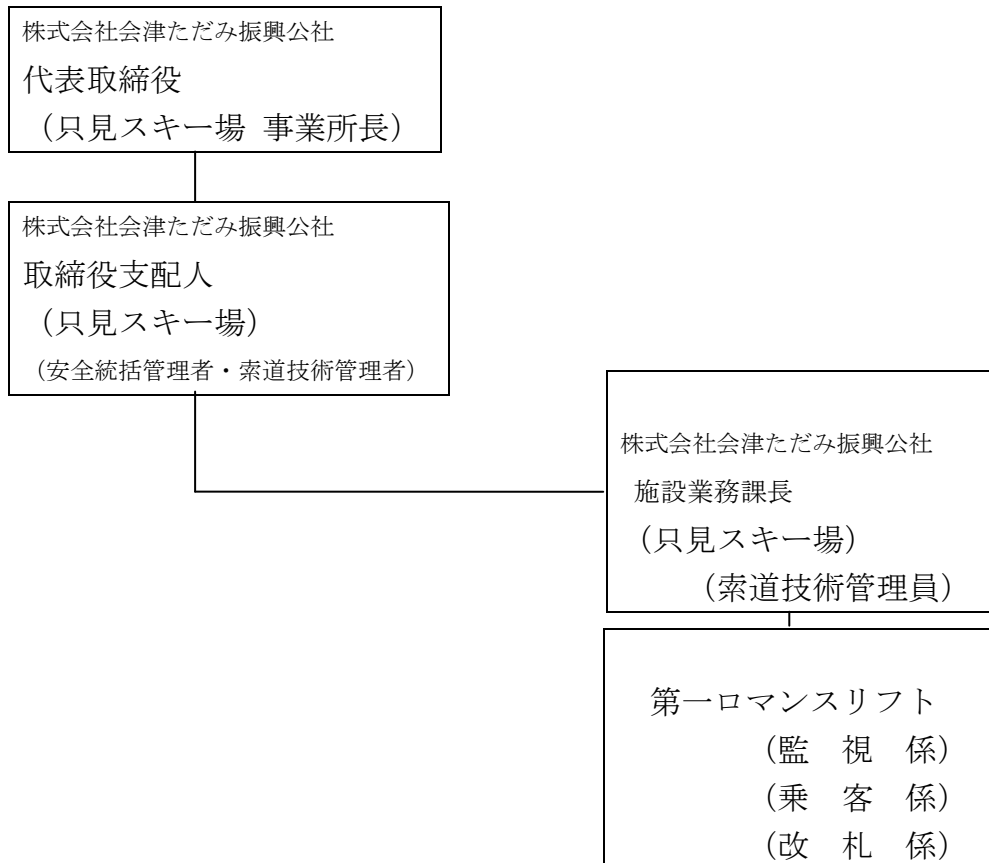 株式会社会津ただみ振興公社
代表取締役
（只見スキー場 事業所長）
株式会社会津ただみ振興公社
取締役支配人
（只見スキー場）
（安全統括管理者・索道技術管理者）
株式会社会津ただみ振興公社
施設業務課長
（只見スキー場）
（索道技術管理員）
第一ロマンスリフト
（監　視　係）
（乗　客　係）
（改　札　係）